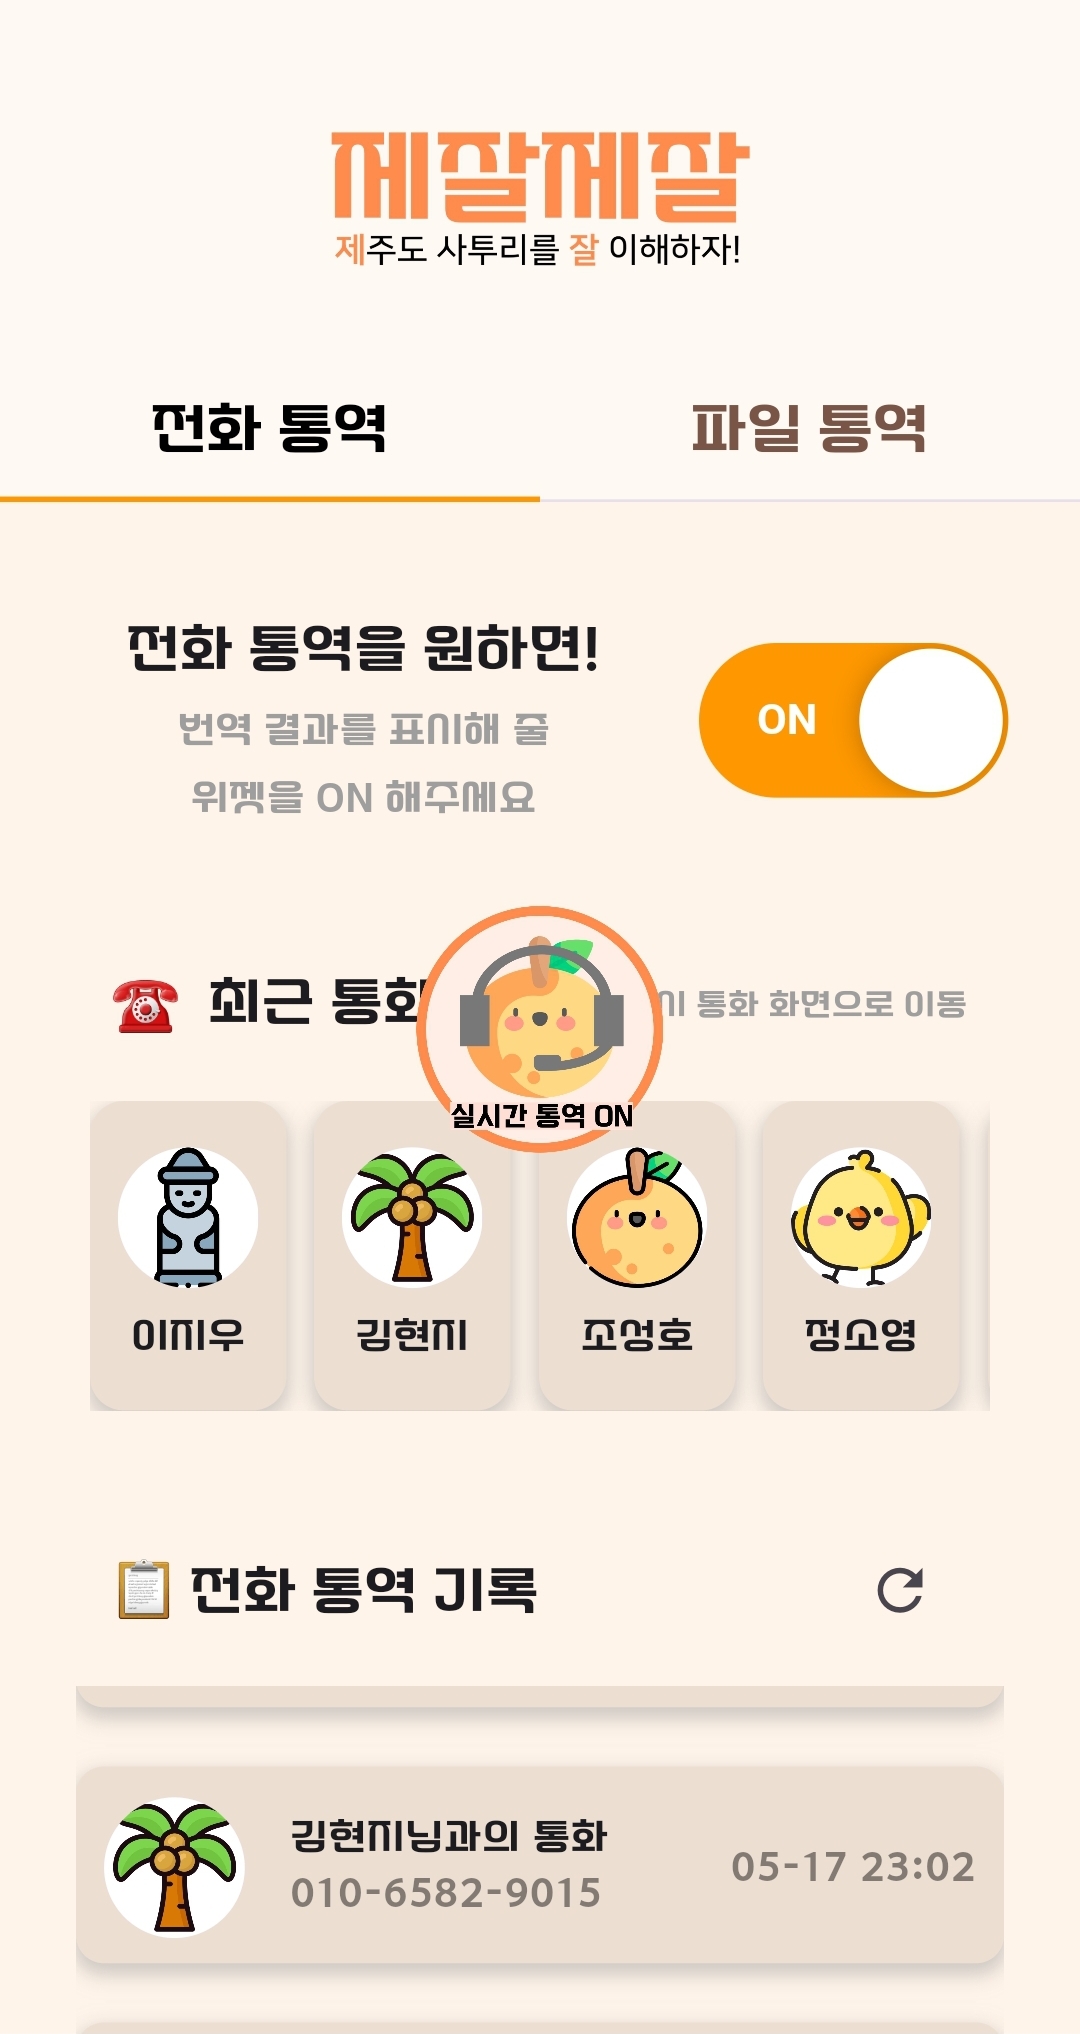 제잘제잘
제주도 사투리를 잘 이해하자!
전화 통역
파일 통역
전화 통역을 원하면!
번역 결과를 표시해 줄
위젯을 ON 해주세요
ON
최근 통화
시 통화 화면으로 이동
실시간 통역 ON
이지우
김현지
조성호
정소영
전화 통역 기록
김현지님과의 통화
010-6582-9015
05-17 23:02